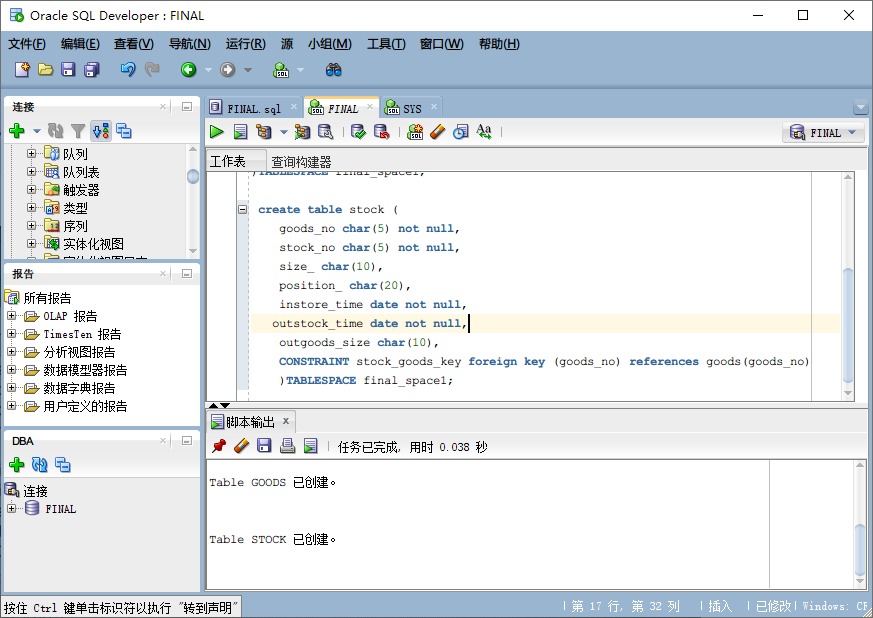 Oracle SQL Developer : FINAL
文件(F) 编辑(E) 查看(V) 导航(N) 运行(R) 源 小组(M) 工具(T) 窗口(W) 帮助(H)
连接
队列
队列表
触发器
类型
序列
实体化视图
报告
所有报告
OLAP 报告
TimesTen 报告
分析视图报告
数据模型器报告
数据字典报告
用户定义的报告
DBA
连接
FINAL
FINAL.sql FINAL SYS
FINAL
工作表 查询构建器
)TABLESPACE final_space1;
create table stock (
goods_no char(5) not null,
stock_no char(5) not null,
size_ char(10),
position_ char(20),
instore_time date not null,
outstock_time date not null,
outgoods_size char(10),
CONSTRAINT stock_goods_key foreign key (goods_no) references goods(goods_no)
)TABLESPACE final_space1;
脚本输出
任务已完成, 用时 0.038 秒
Table GOODS 已创建。
Table STOCK 已创建。
按住 Ctrl 键单击标识符以执行 "转到声明"
第 17 行, 第 32 列 插入 已修改 Windows: CR